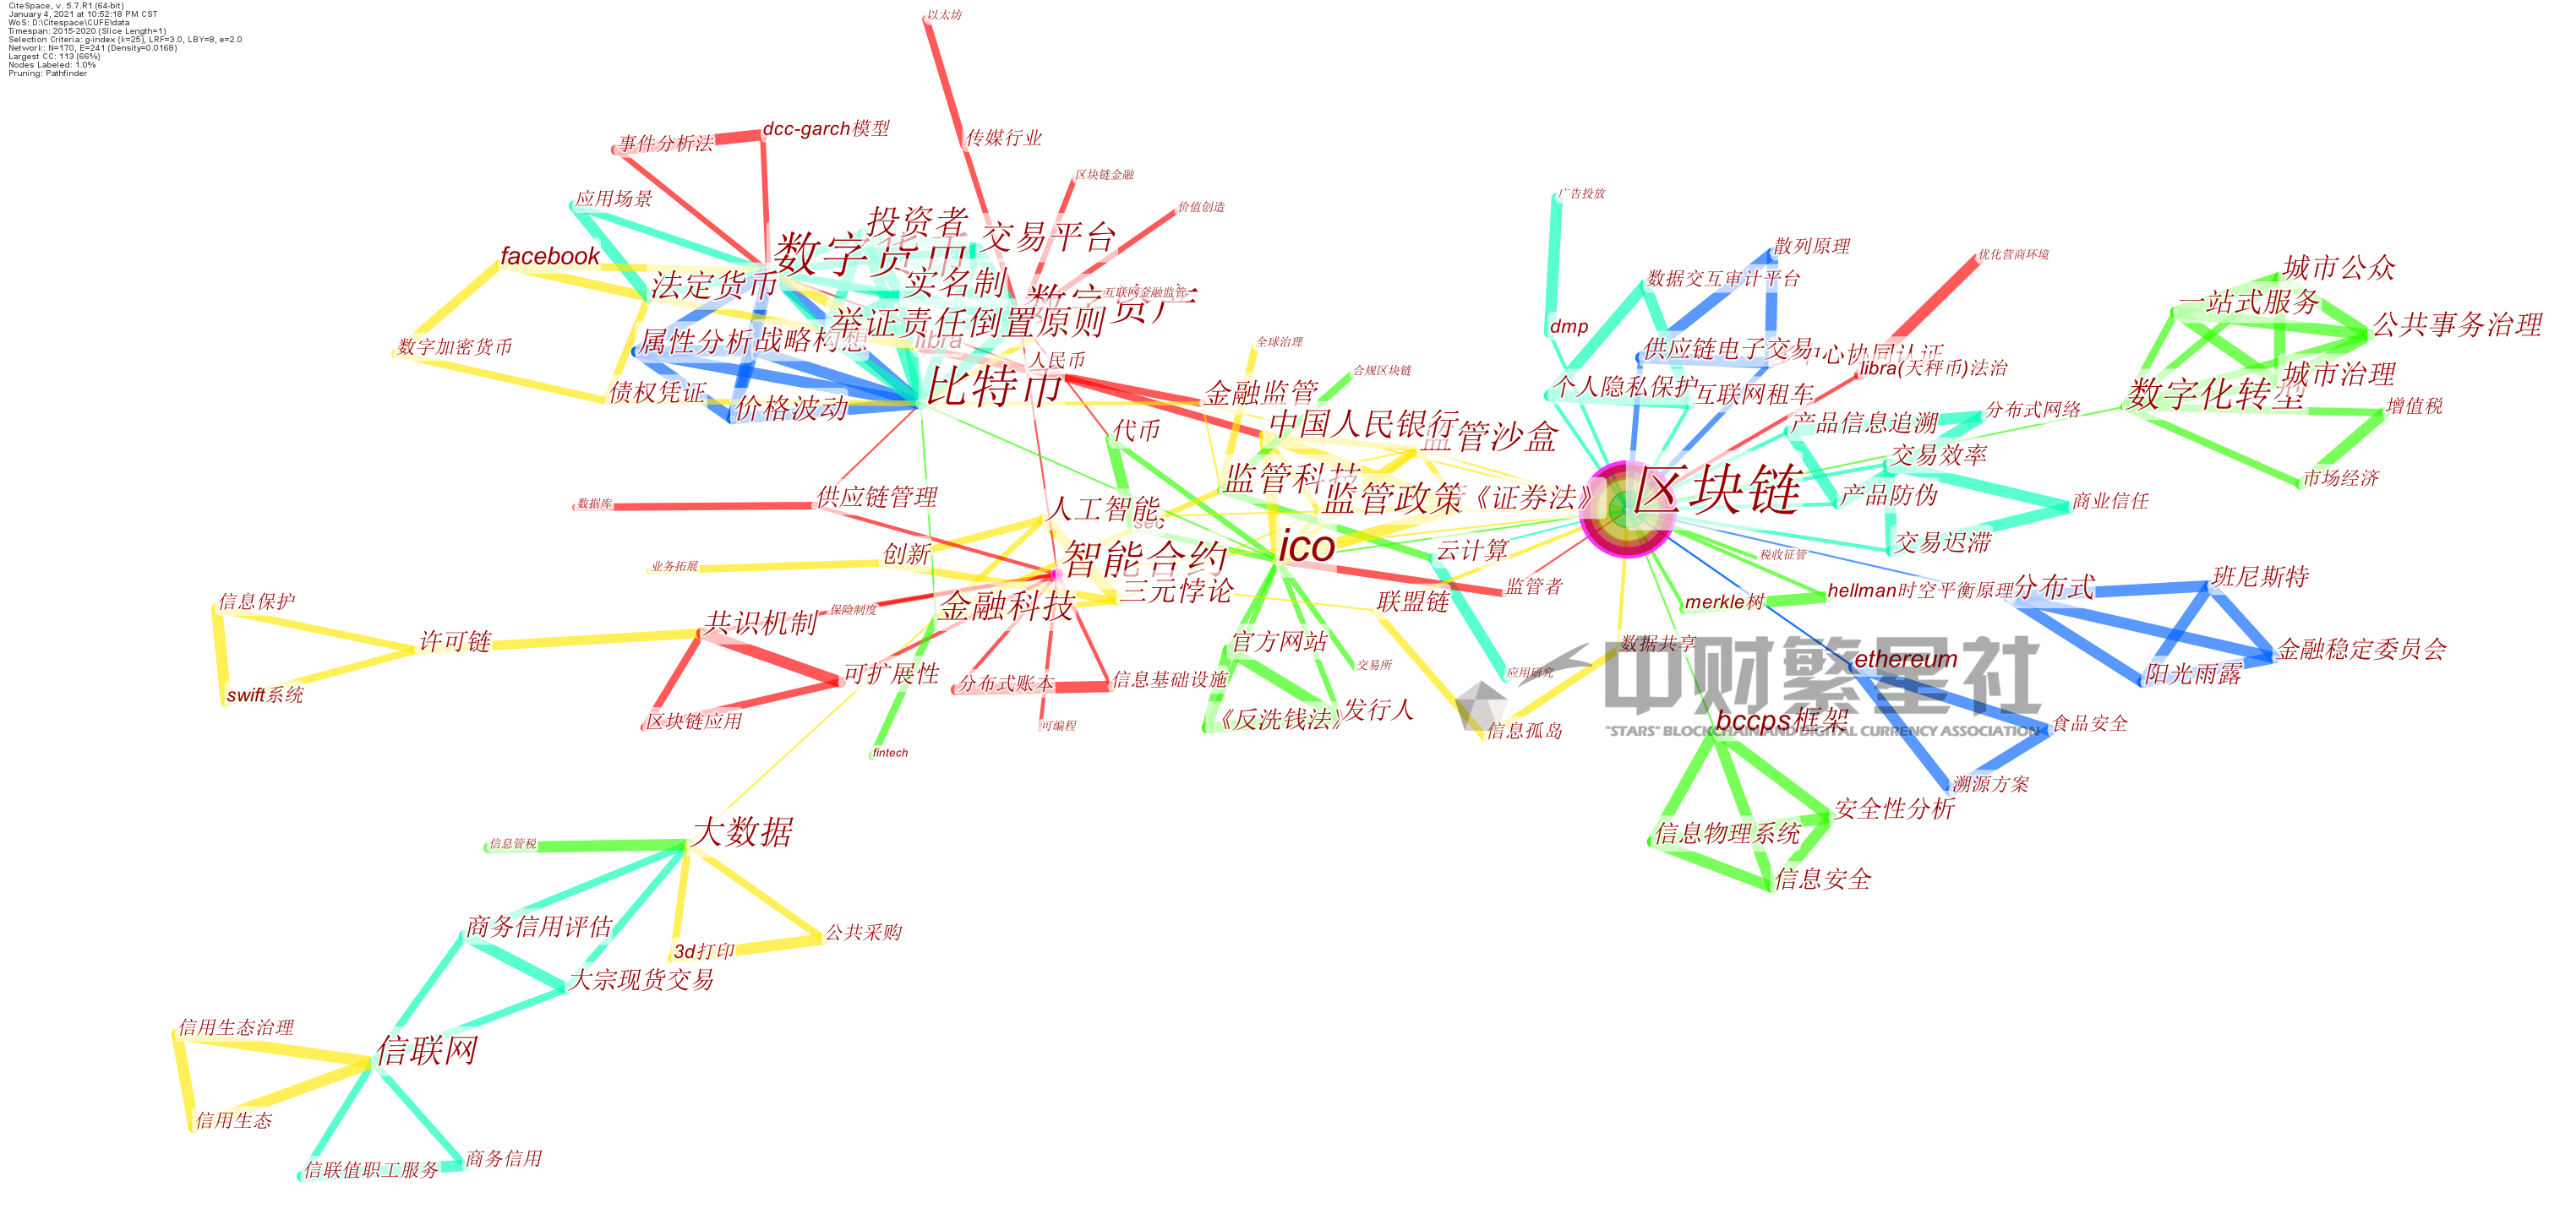 CiteSpace, v. 5.7.R1 (64-bit)
January 4, 2021 at 10:52:18 PM CST
WoS: D:\Citespace\CUFE\data
Timespan: 2015-2020 (Slice Length=1)
Selection Criteria: g-index (k=25), LRF=3.0, LBY=8, e=2.0
Network: N=170, E=241 (Density=0.0168)
Largest CC: 113 (66%)
Nodes Labeled: 1.0%
Pruning: Pathfinder
以太坊
dcc-garch模型
事件分析法
传媒行业
区块链金融
价值创造
应用场景
投资者
交易平台
数字货币
facebook
法定货币
实名制
数字资产
互联网金融监管
举证责任倒置原则
属性分析
战略构想
libra
数字加密货币
人民币
比特币
债权凭证
价格波动
全球治理
合规区块链
金融监管
代币
中国人民银行
监管沙盒
监管科技
监管政策
《证券法》
区块链
广告投放
dmp
散列原理
数据交互审计平台
优化营商环境
供应链电子交易
中心协同认证
libra(天秤币)法治
个人隐私保护
互联网租车
产品信息追溯
分布式网络
交易效率
产品防伪
商业信任
交易迟滞
城市公众
一站式服务
公共事务治理
城市治理
数字化转型
增值税
市场经济
数据库
供应链管理
人工智能
sec
业务拓展
创新
智能合约
ico
云计算
三元悖论
监管者
税收征管
merkle树
hellman时空平衡原理
分布式
班尼斯特
金融稳定委员会
阳光雨露
信息保护
许可链
swift系统
共识机制
保险制度
金融科技
联盟链
可扩展性
区块链应用
分布式账本
信息基础设施
可编程
fintech
官方网站
交易所
《反洗钱法》
发行人
应用研究
数据共享
信息孤岛
ethereum
中财繁星社
"STARS" BLOCKCHAIN AND DIGITAL CURRENCY ASSOCIATION
bccps框架
食品安全
溯源方案
安全性分析
信息物理系统
信息安全
大数据
信息管税
商务信用评估
公共采购
3d打印
大宗现货交易
信用生态治理
信联网
信用生态
信联值职工服务
商务信用